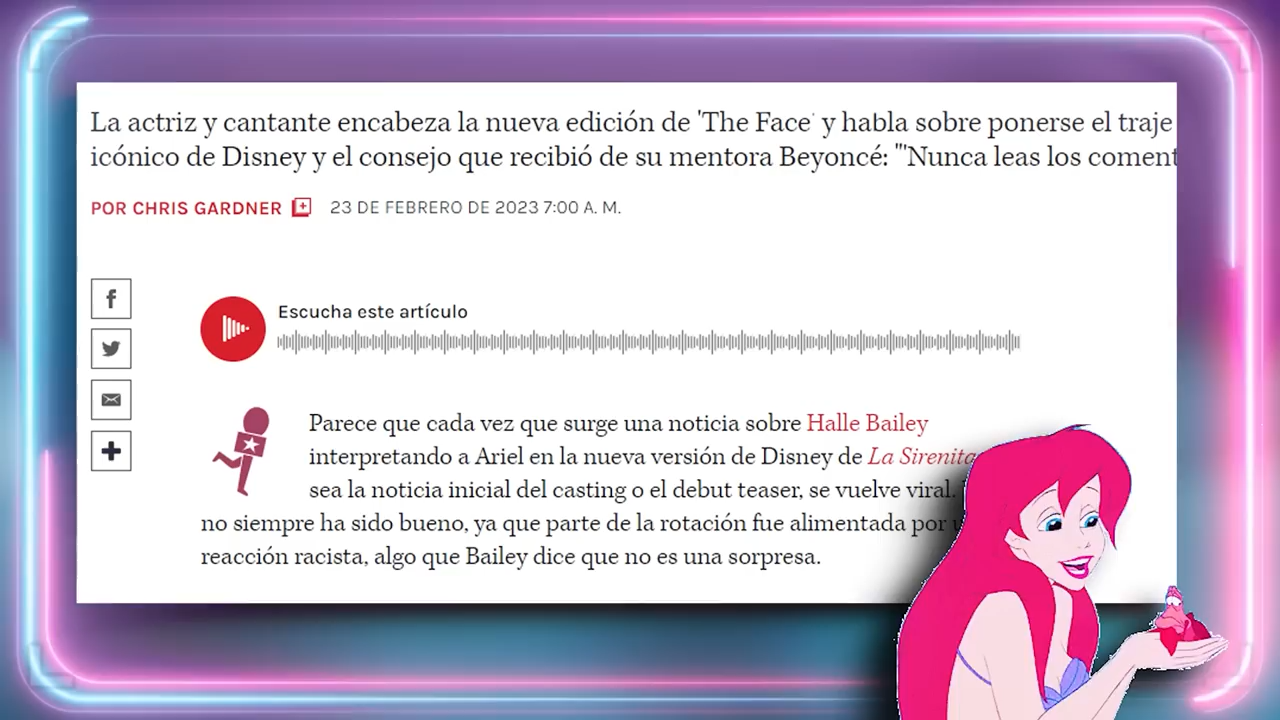 La actriz y cantante encabeza la nueva edición de 'The Face' y habla sobre ponerse el traje
icónico de Disney y el consejo que recibió de su mentora Beyoncé: "'Nunca leas los
POR CHRIS GARDNER 23 DE FEBRERO DE 2023 7:00 A. M.
Escucha este artículo
Parece que cada vez que surge una noticia sobre Halle Bailey
interpretando a Ariel en la nueva versión de Disney de La Sirenita
sea la noticia inicial del casting o el debut teaser, se vuelve viral.
no siempre ha sido bueno, ya que parte de la rotación fue alimentada por
reacción racista, algo que Bailey dice que no es una sorpresa.